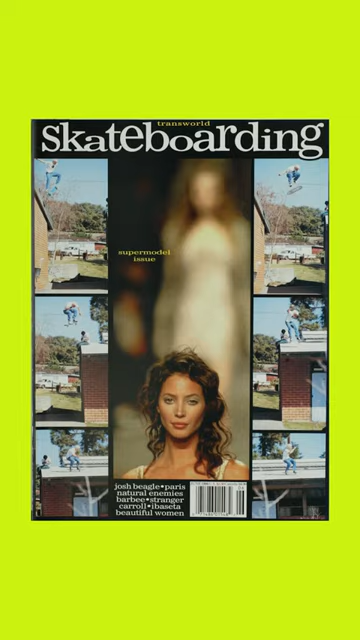 transworld
skateboarding
supermodel
issue
josh beagle•paris
natural enemies
barbee•stranger
carroll•ibaseta
beautiful women